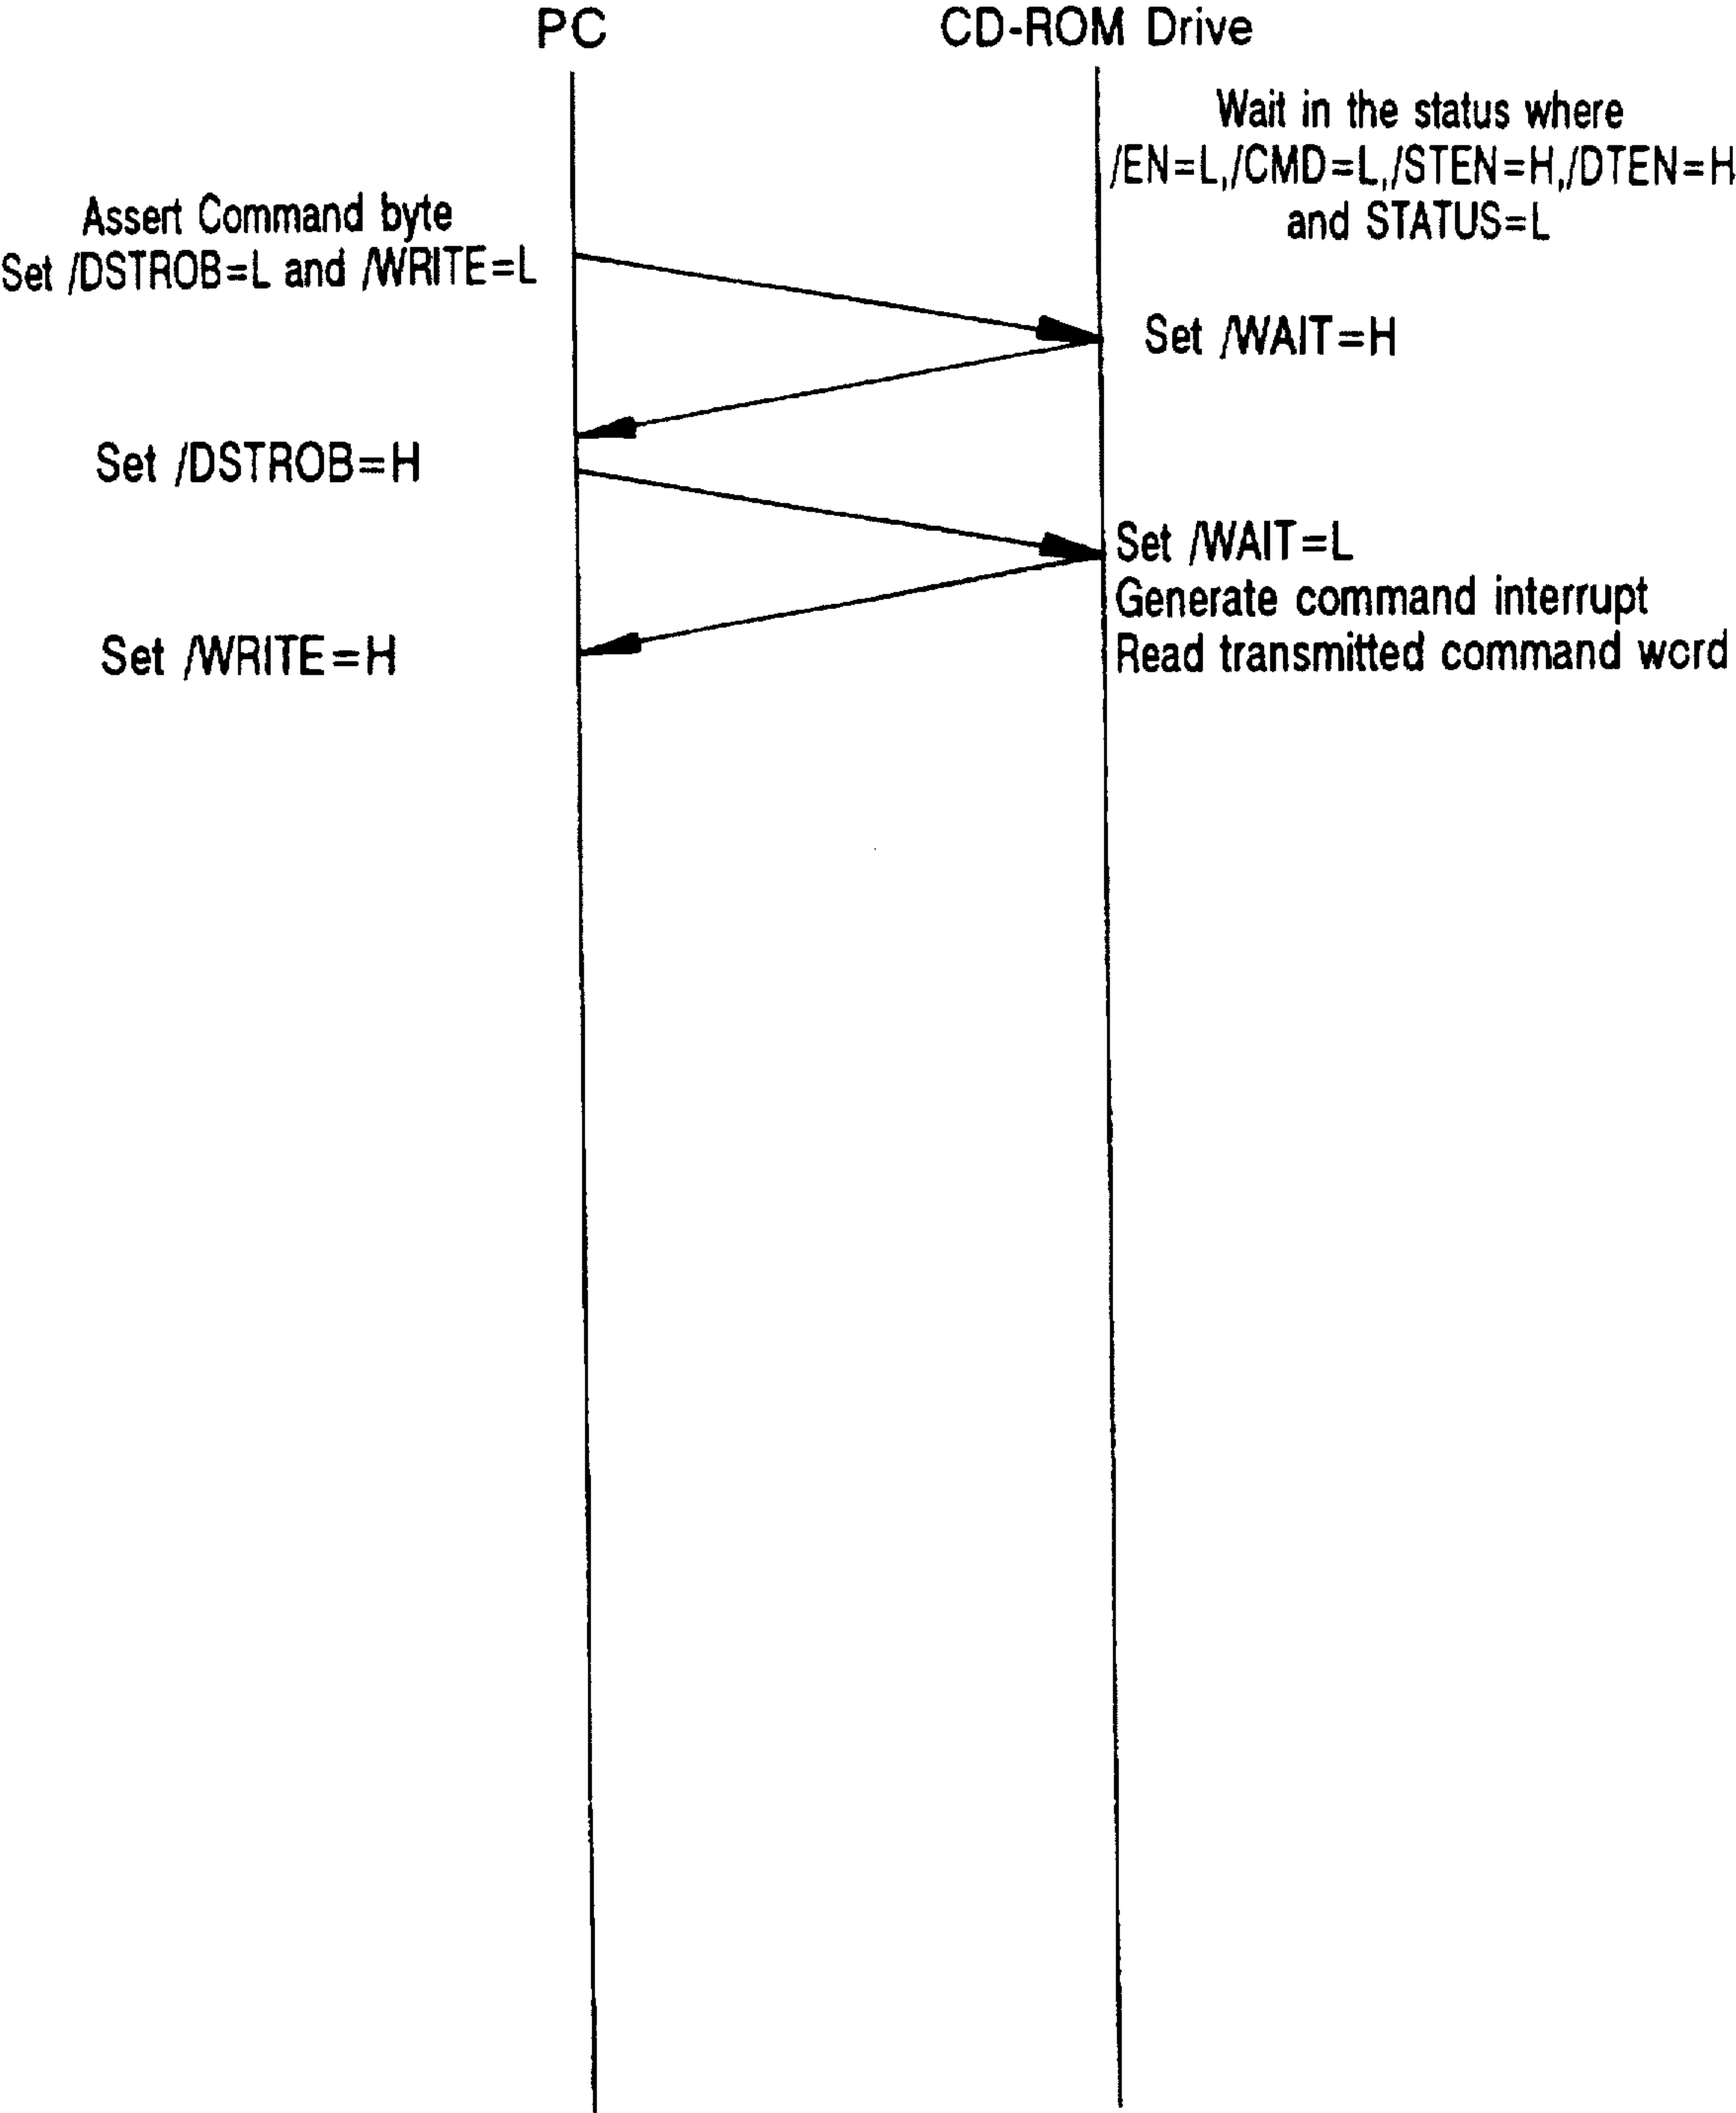 PC
CD-ROM Drive
Wait in the status where
/EN=L,/CMD=L,/STEN=H,/DTEN=H
and STATUS=L
Assert Command byte
Set /DSTROB=L and /WRITE=L
Set /WAIT=H
Set /DSTROB=H
Set /WAIT=L
Generate command interrupt
Read transmitted command word
Set /WRITE=H